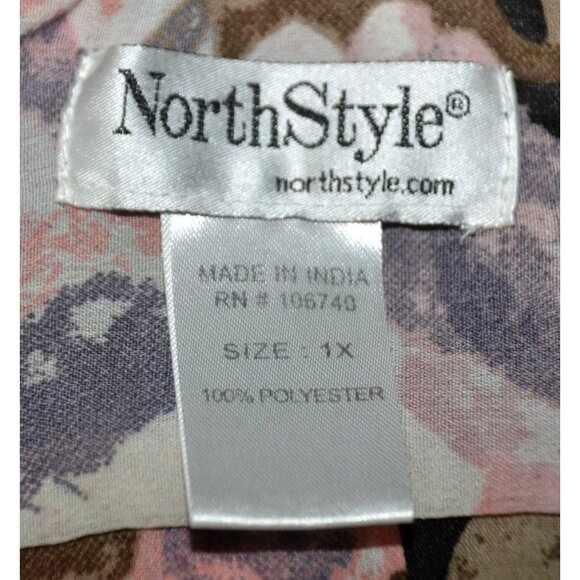 NorthStyle®
northstyle.com
MADE IN INDIA
RN # 106740
SIZE : 1X
100% POLYESTER